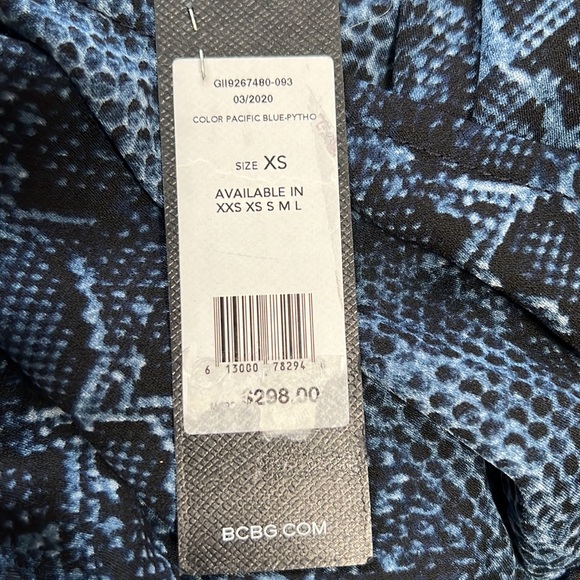 GII9267480-093
03/2020
COLOR PACIFIC BLUE-PYTHO
SIZE XS
AVAILABLE IN
XXS XS S M L
6 13000 78294
$298.00
BCBG.COM